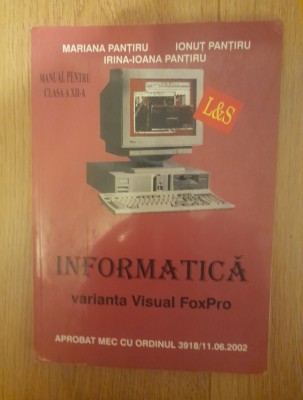 MARIANA PANȚIRU IONUȚ PANȚIRU
IRINA-IOANA PANȚIRU
MANUAL PENTRU
CLASA A XII-A
L&S
INFORMATICĂ
varianta Visual FoxPro
APROBAT MEC CU ORDINUL 3918/11.06.2002